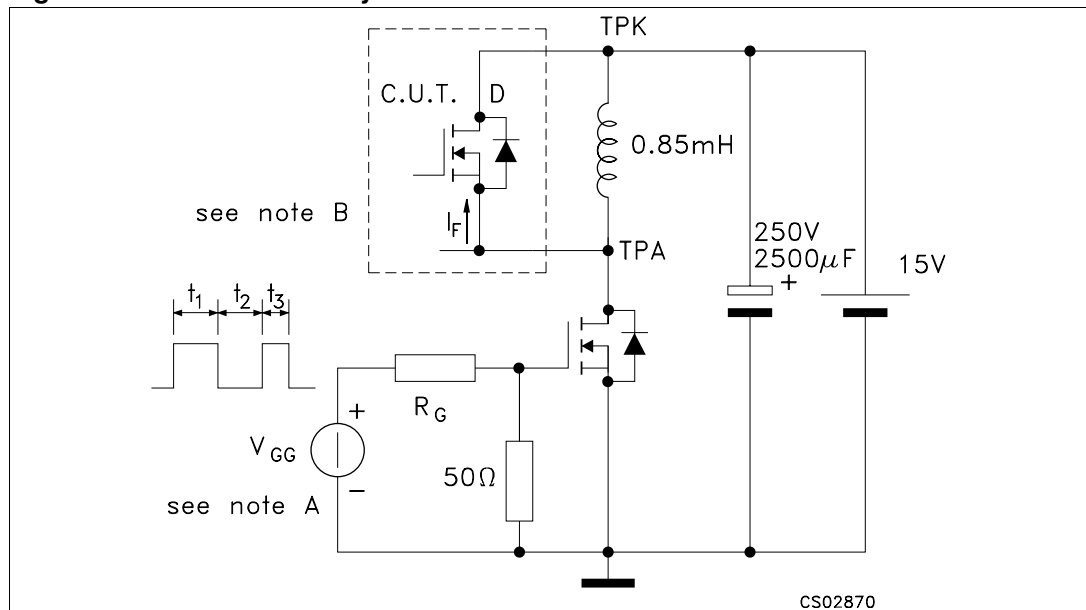 TPK
C.U.T.
D
0.85mH
see note B
I_F
TPA
250V
2500μF
+
15V
t₁
t₂
t₃
R_G
+
V_GG
−
50Ω
see note A
CS02870